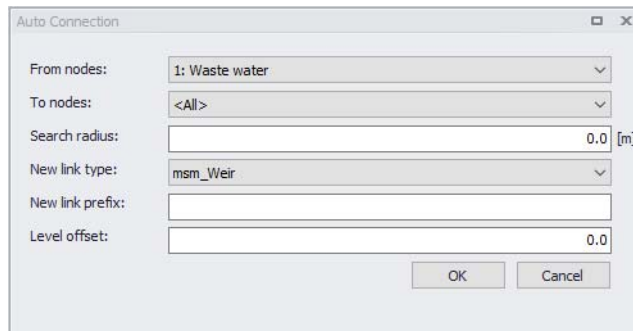 Auto Connection
From nodes: 1: Waste water
To nodes: <All>
Search radius: 0.0 [m]
New link type: msm_Weir
New link prefix:
Level offset: 0.0
OK Cancel